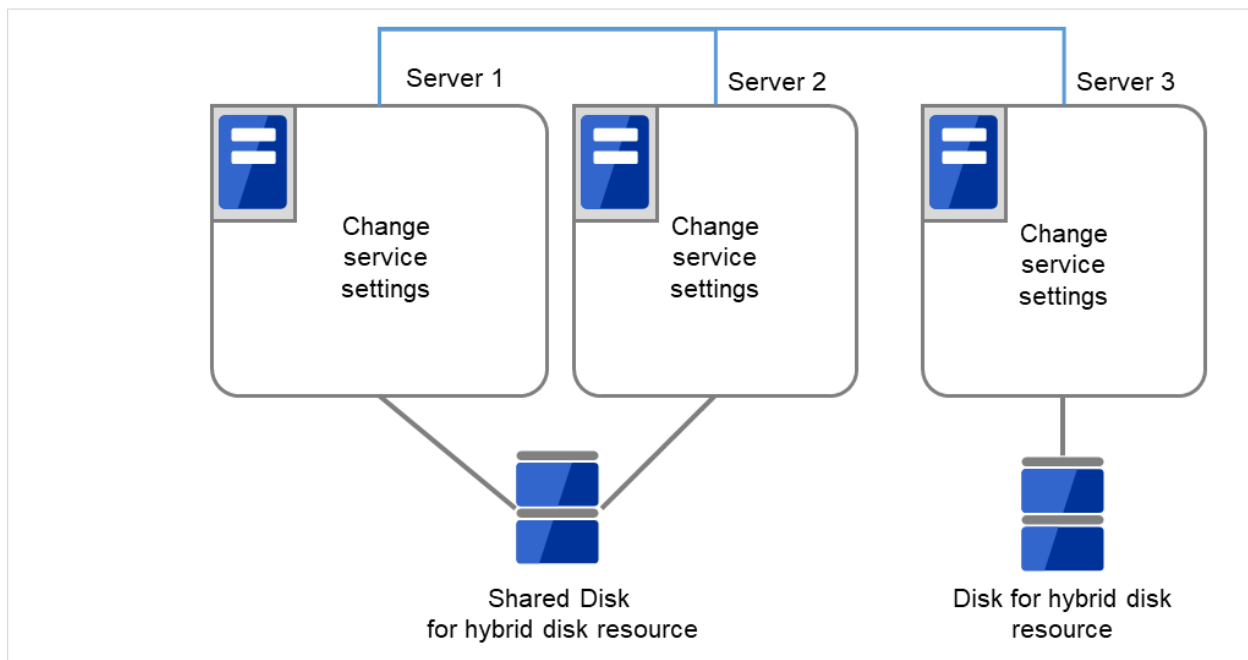 Server 1
Server 2
Server 3
Change
service
settings
Change
service
settings
Change
service
settings
Shared Disk
for hybrid disk resource
Disk for hybrid disk
resource